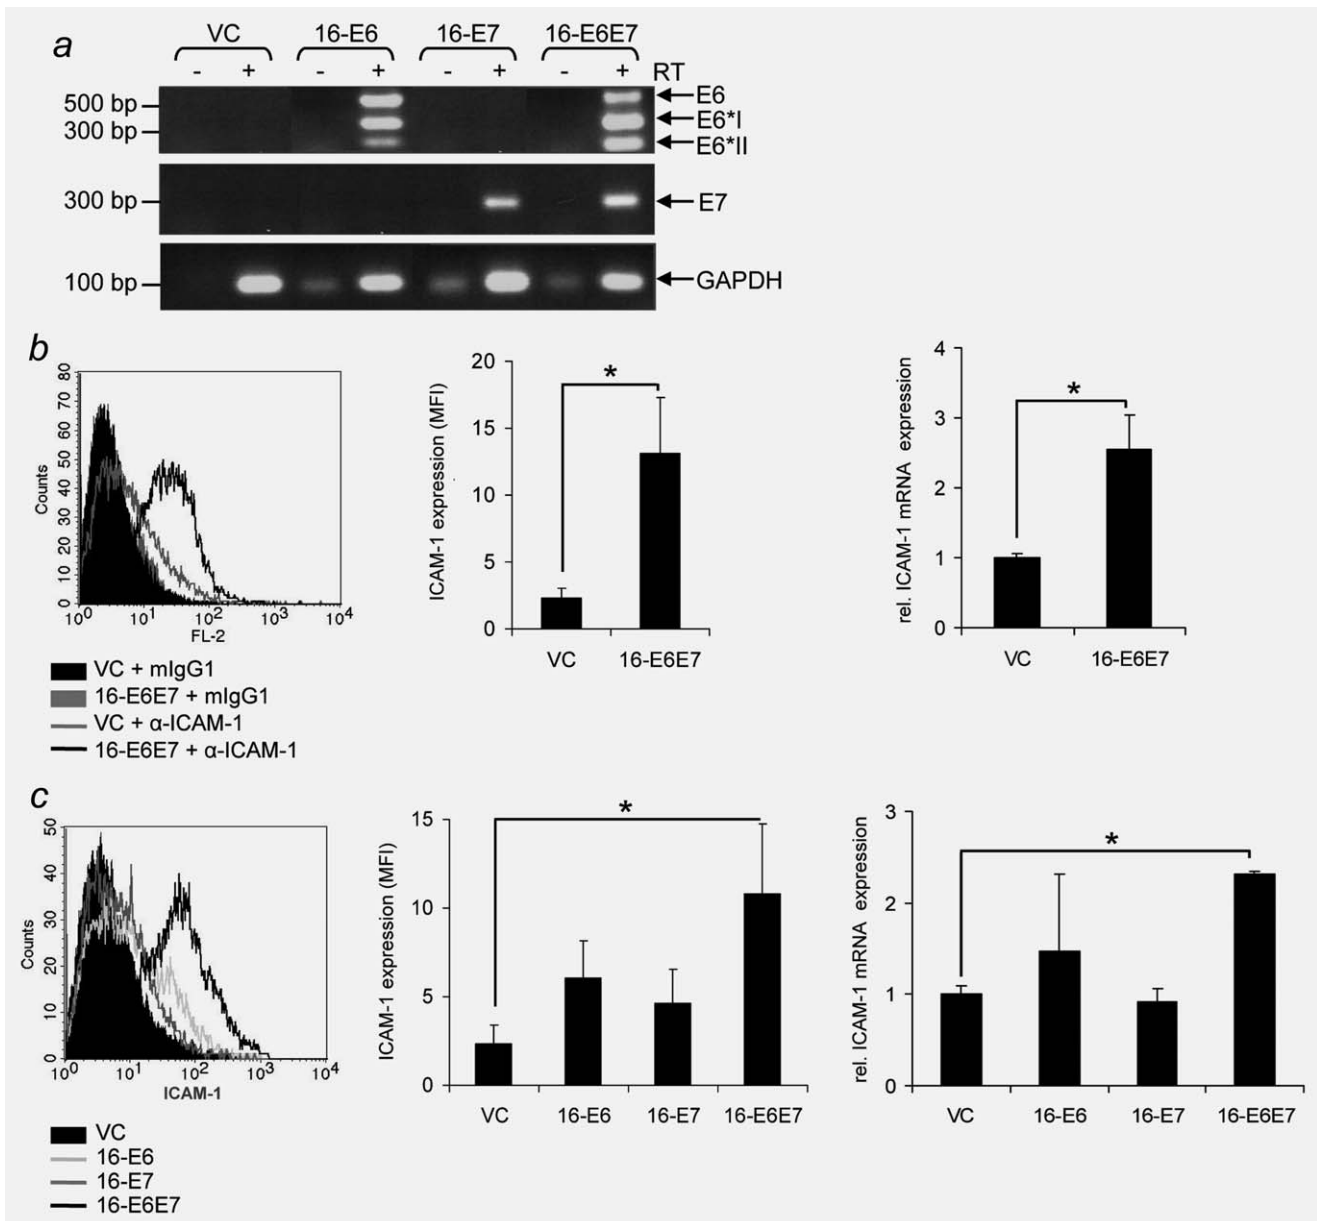 a
VC 16-E6 16-E7 16-E6E7
- + - + - + - + RT
500 bp
300 bp
E6
E6*I
E6*II
300 bp
E7
100 bp
GAPDH
b
80
70
60
50
40
30
20
10
0
Counts
10^0 10^1 10^2 10^3 10^4
FL-2
VC + mIgG1
16-E6E7 + mIgG1
VC + α-ICAM-1
16-E6E7 + α-ICAM-1
ICAM-1 expression (MFI)
20
15
10
5
0
*
VC 16-E6E7
rel. ICAM-1 mRNA expression
4
3
2
1
0
*
VC 16-E6E7
c
50
40
30
20
10
0
Counts
10^0 10^1 10^2 10^3 10^4
ICAM-1
VC
16-E6
16-E7
16-E6E7
ICAM-1 expression (MFI)
15
10
5
0
*
VC 16-E6 16-E7 16-E6E7
rel. ICAM-1 mRNA expression
3
2
1
0
*
VC 16-E6 16-E7 16-E6E7